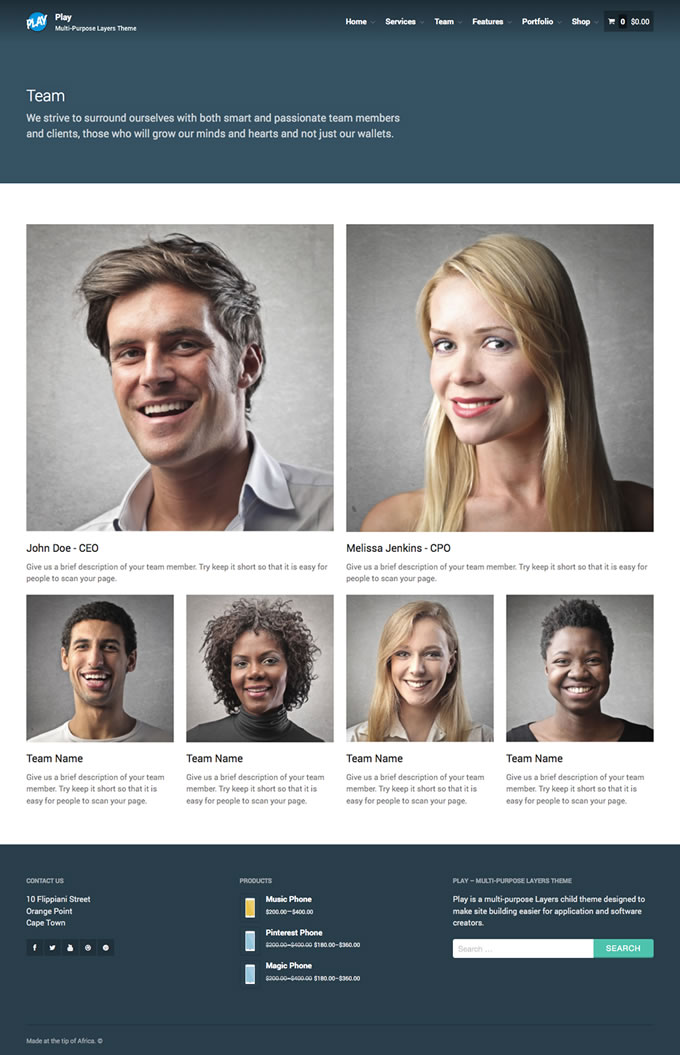 PLAY
Play
Multi-Purpose Layers Theme
Home Services Team Features Portfolio Shop 0 $0.00
Team
We strive to surround ourselves with both smart and passionate team members
and clients, those who will grow our minds and hearts and not just our wallets.
John Doe - CEO
Give us a brief description of your team member. Try keep it short so that it is easy for
people to scan your page.
Melissa Jenkins - CPO
Give us a brief description of your team member. Try keep it short so that it is easy for
people to scan your page.
Team Name
Give us a brief description of your team
member. Try keep it short so that it is
easy for people to scan your page.
Team Name
Give us a brief description of your team
member. Try keep it short so that it is
easy for people to scan your page.
Team Name
Give us a brief description of your team
member. Try keep it short so that it is
easy for people to scan your page.
Team Name
Give us a brief description of your team
member. Try keep it short so that it is
easy for people to scan your page.
CONTACT US
10 Flippiani Street
Orange Point
Cape Town
PRODUCTS
Music Phone
$200.00–$400.00
Pinterest Phone
$200.00–$400.00 $180.00–$360.00
Magic Phone
$200.00–$400.00 $180.00–$360.00
PLAY – MULTI-PURPOSE LAYERS THEME
Play is a multi-purpose Layers child theme designed to
make site building easier for application and software
creators.
Search ...
SEARCH
Made at the tip of Africa. ©